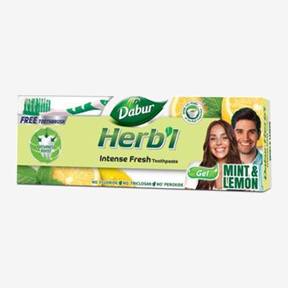 FREE TOOTHBRUSH
Dabur
Herb'l
Intense Fresh Toothpaste
Gel
MINT &
LEMON
NO FLUORIDE • NO TRICLOSAN • NO PEROXIDE